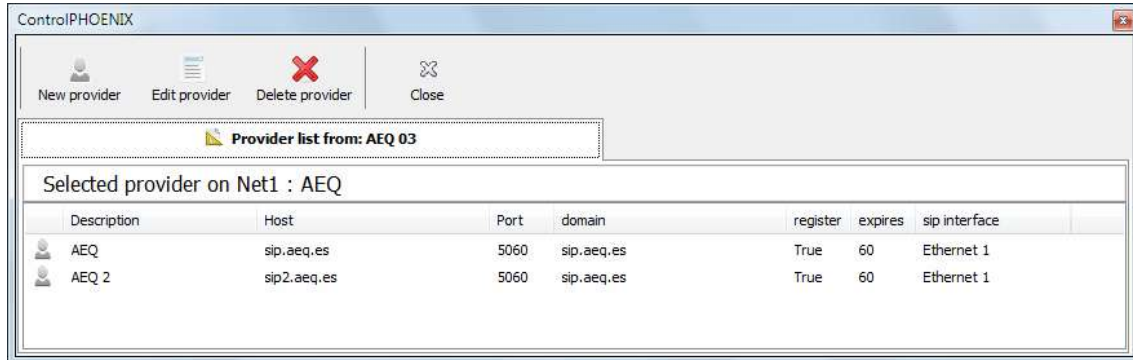 ControlPHOENIX
New provider Edit provider Delete provider Close
Provider list from: AEQ 03
Selected provider on Net1 : AEQ
Description Host Port domain register expires sip interface
AEQ sip.aeq.es 5060 sip.aeq.es True 60 Ethernet 1
AEQ 2 sip2.aeq.es 5060 sip.aeq.es True 60 Ethernet 1